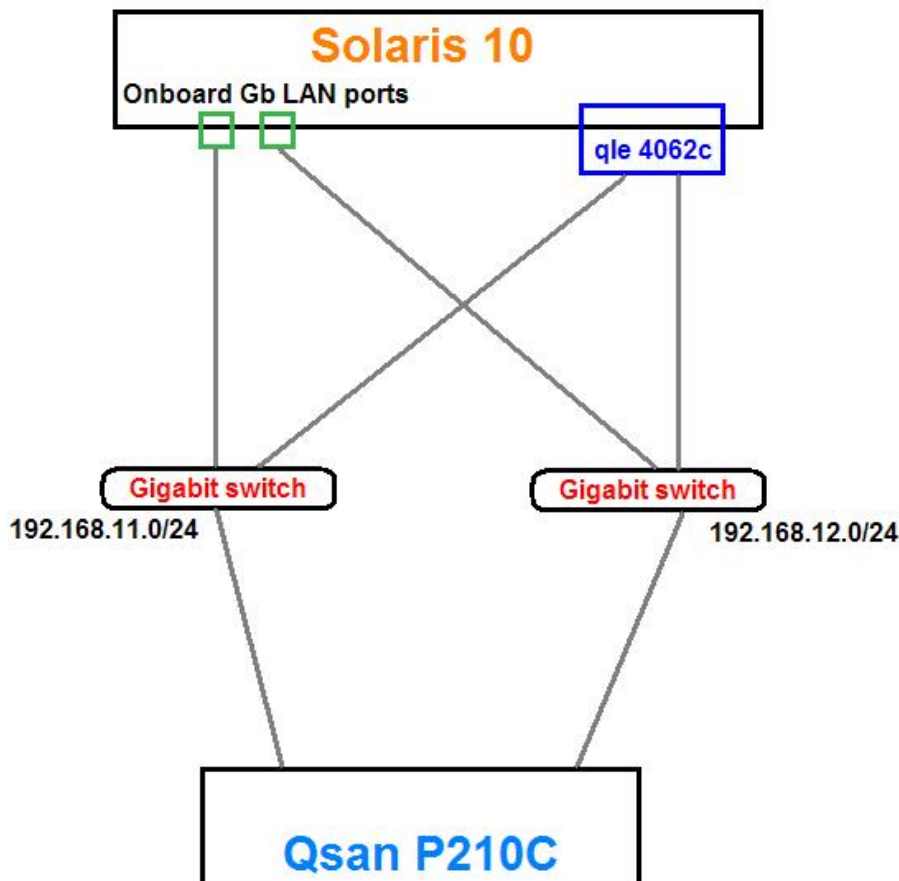 Solaris 10
Onboard Gb LAN ports
qle 4062c
Gigabit switch
Gigabit switch
192.168.11.0/24
192.168.12.0/24
Qsan P210C